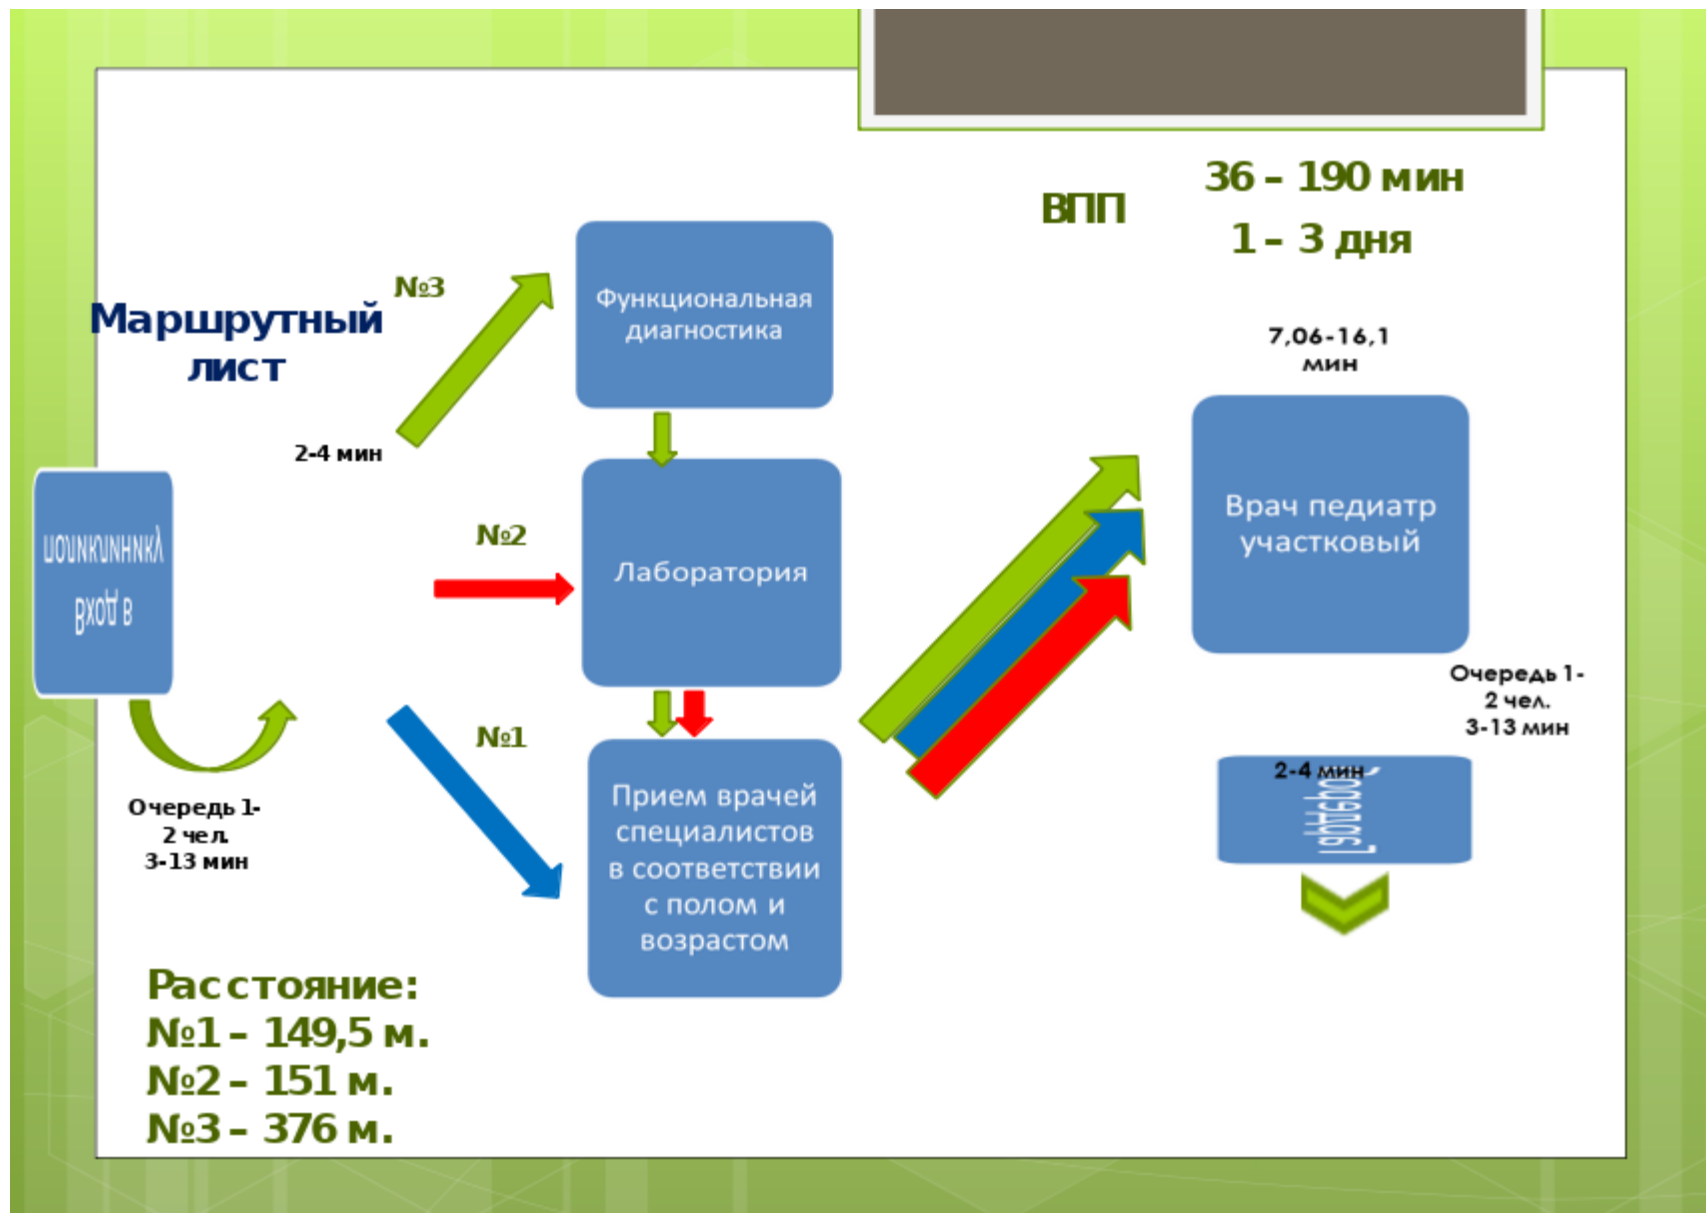 36 – 190 мин
ВПП
1 – 3 дня
№3
Маршрутный
лист
Функциональная
диагностика
7,06-16,1
мин
2-4 мин
Вход в
поликлинику
№2
Лаборатория
Врач педиатр
участковый
Очередь 1-
2 чел.
3-13 мин
№1
Очередь 1-
2 чел.
3-13 мин
Прием врачей
специалистов
в соответствии
с полом и
возрастом
2-4 мин
Расстояние:
№1 – 149,5 м.
№2 – 151 м.
№3 – 376 м.